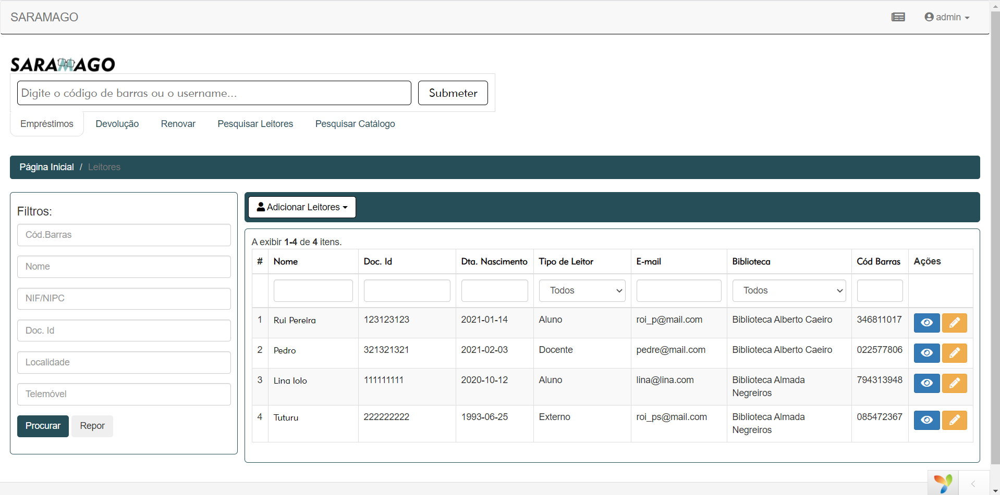 SARAMAGO
admin
SARAMAGO
Digite o código de barras ou o username...
Submeter
Empréstimos Devolução Renovar Pesquisar Leitores Pesquisar Catálogo
Página Inicial / Leitores
Filtros:
Cód.Barras
Nome
NIF/NIPC
Doc. Id
Localidade
Telemóvel
Procurar Repor
Adicionar Leitores
A exibir 1-4 de 4 itens.
# Nome Doc. Id Dta. Nascimento Tipo de Leitor E-mail Biblioteca Cód Barras Ações
Todos Todos
1 Rui Pereira 123123123 2021-01-14 Aluno roi_p@mail.com Biblioteca Alberto Caeiro 346811017
2 Pedro 321321321 2021-02-03 Docente pedre@mail.com Biblioteca Alberto Caeiro 022577806
3 Lina lolo 111111111 2020-10-12 Aluno lina@lina.com Biblioteca Almada 794313948
Negreiros
4 Tuturu 222222222 1993-06-25 Externo roi_ps@mail.com Biblioteca Almada 085472367
Negreiros